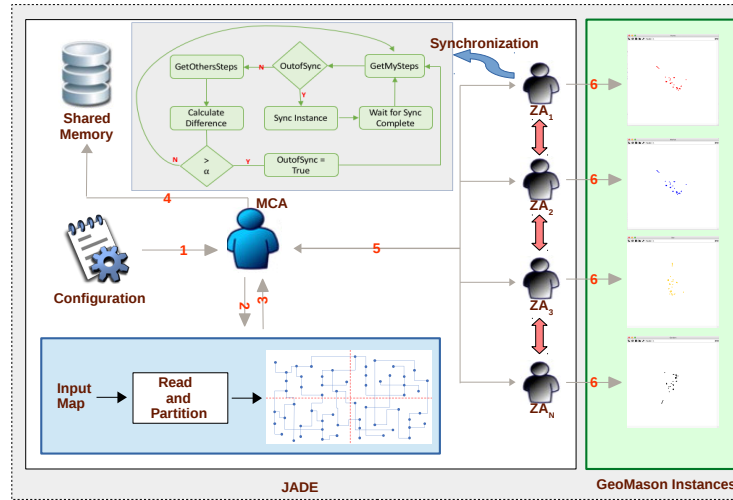 Synchronization
GetOthersSteps
N
OutofSync
GetMySteps
Y
Calculate
Difference
Sync Instance
Wait for Sync
Complete
N
>
α
Y
OutofSync =
True
Shared
Memory
4
MCA
Configuration
1
5
2
3
ZA1
6
ZA2
6
ZA3
6
ZAN
6
Input
Map
Read
and
Partition
JADE
GeoMason Instances